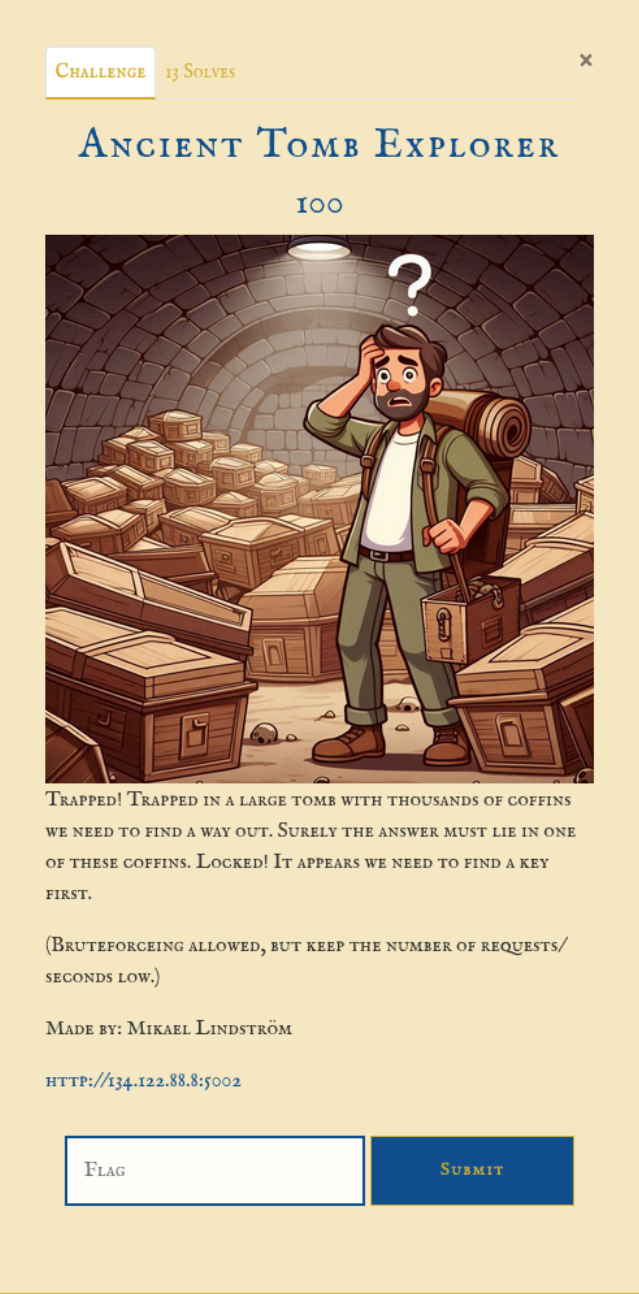 Challenge
13 Solves
×
Ancient Tomb Explorer
100
?
Trapped! Trapped in a large tomb with thousands of coffins
we need to find a way out. Surely the answer must lie in one
of these coffins. Locked! It appears we need to find a key
first.
(Bruteforceing allowed, but keep the number of requests/
seconds low.)
Made by: Mikael Lindström
http://134.122.88.8:5002
Flag
Submit